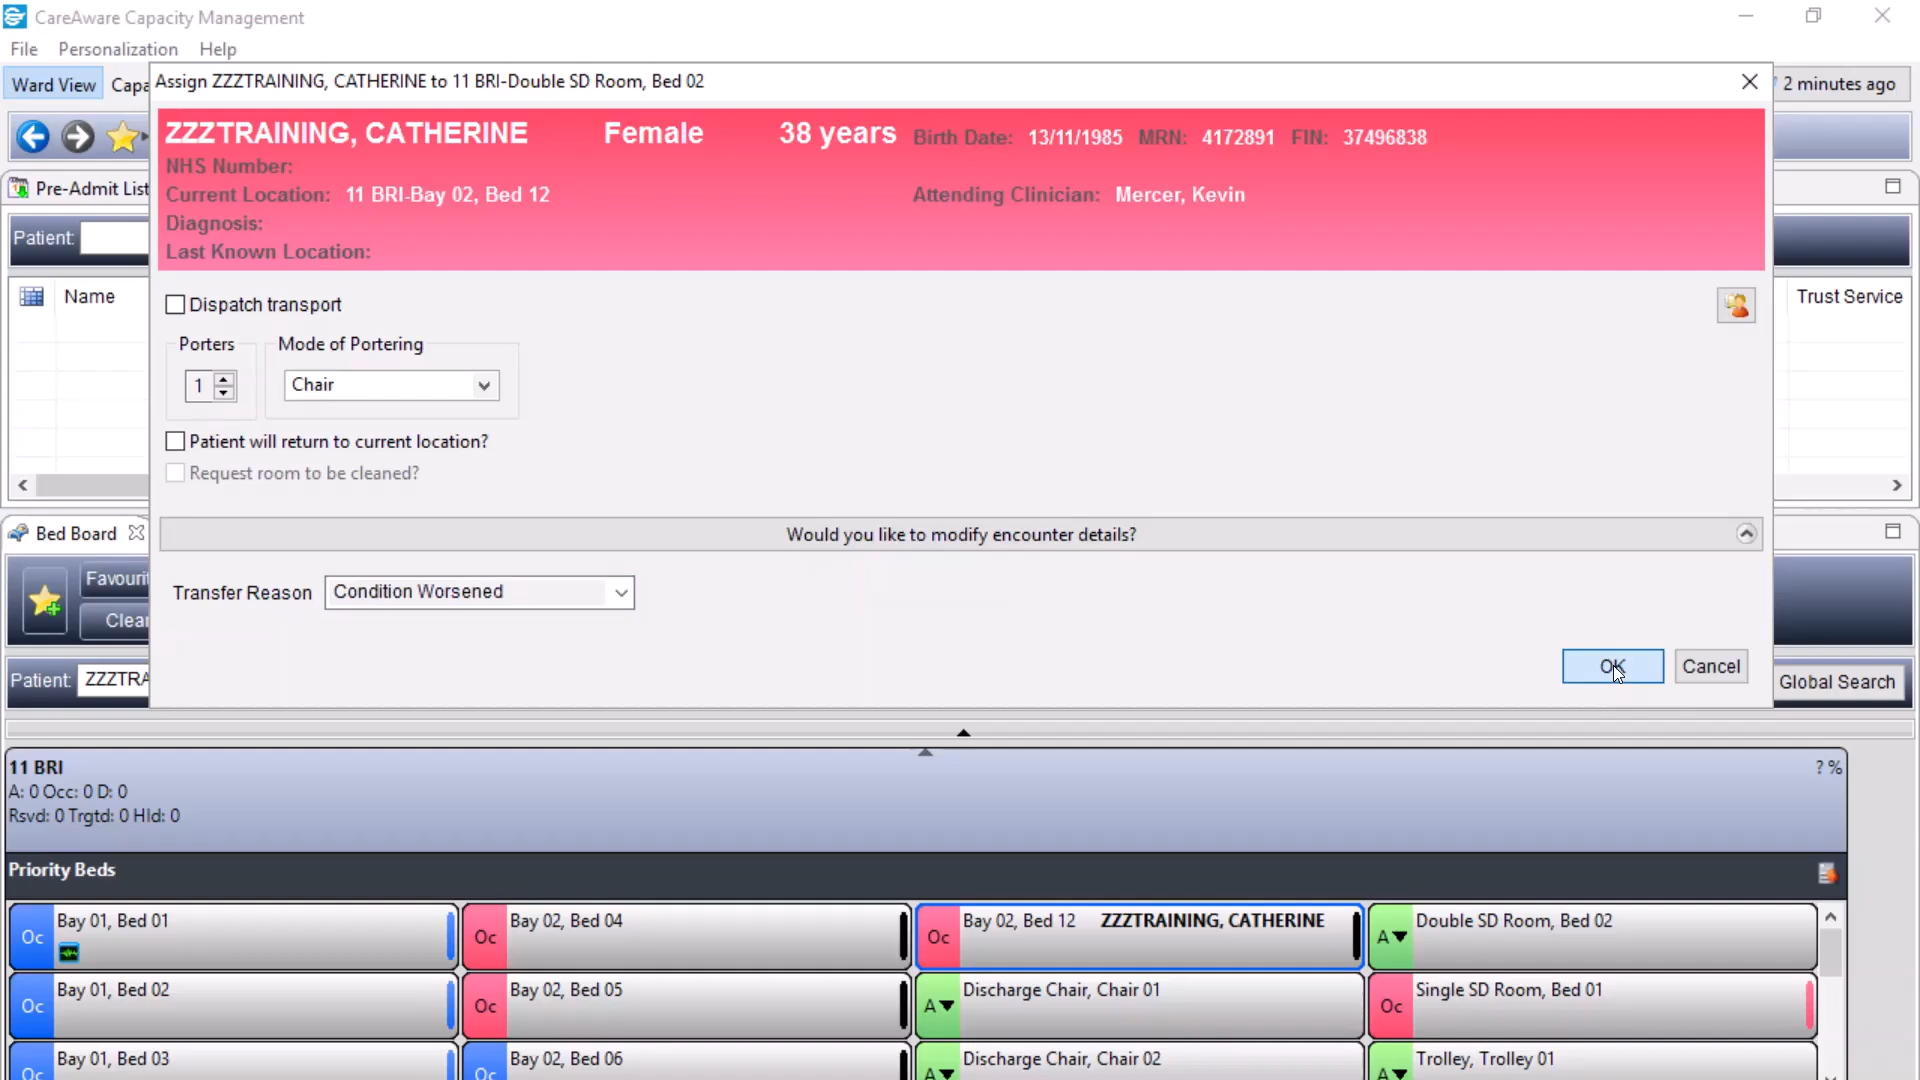 CareAware Capacity Management
File Personalization Help
Ward View Capa
Assign ZZZTRAINING, CATHERINE to 11 BRI-Double SD Room, Bed 02
2 minutes ago
ZZZTRAINING, CATHERINE Female 38 years Birth Date: 13/11/1985 MRN: 4172891 FIN: 37496838
NHS Number:
Current Location: 11 BRI-Bay 02, Bed 12 Attending Clinician: Mercer, Kevin
Diagnosis:
Last Known Location:
Pre-Admit List
Patient:
Name
Trust Service
Dispatch transport
Porters Mode of Portering
1 Chair
Patient will return to current location?
Request room to be cleaned?
Bed Board
Would you like to modify encounter details?
Favourit
Clear
Transfer Reason Condition Worsened
OK Cancel
Patient: ZZZTRA
Global Search
11 BRI
? %
A: 0 Occ: 0 D: 0
Rsvd: 0 Trgtd: 0 Hld: 0
Priority Beds
Oc Bay 01, Bed 01 Oc Bay 02, Bed 04 Oc Bay 02, Bed 12 ZZZTRAINING, CATHERINE A Double SD Room, Bed 02
Oc Bay 01, Bed 02 Oc Bay 02, Bed 05 A Discharge Chair, Chair 01 Oc Single SD Room, Bed 01
Oc Bay 01, Bed 03 Oc Bay 02, Bed 06 A Discharge Chair, Chair 02 A Trolley, Trolley 01